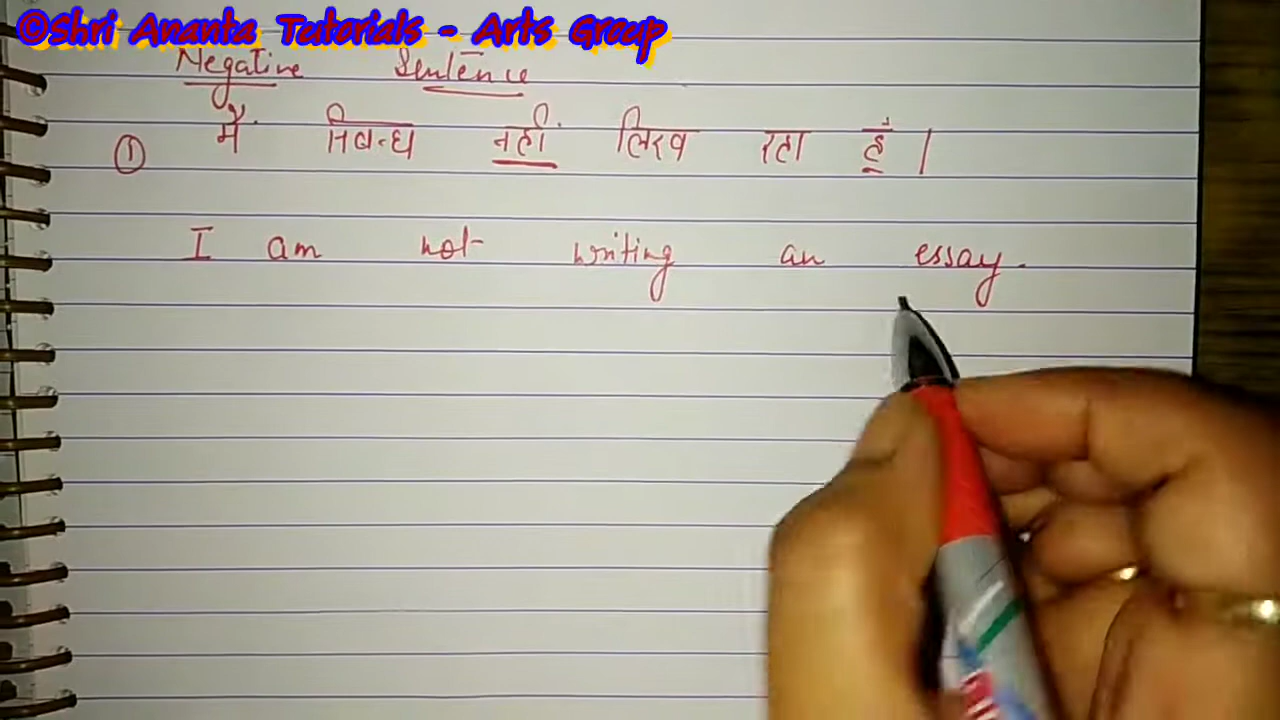 ©Shri Ananta Tutorials - Arts Group
Negative Sentence
① मैं निबन्ध नहीं लिख रहा हूँ |
I am not writing an essay.